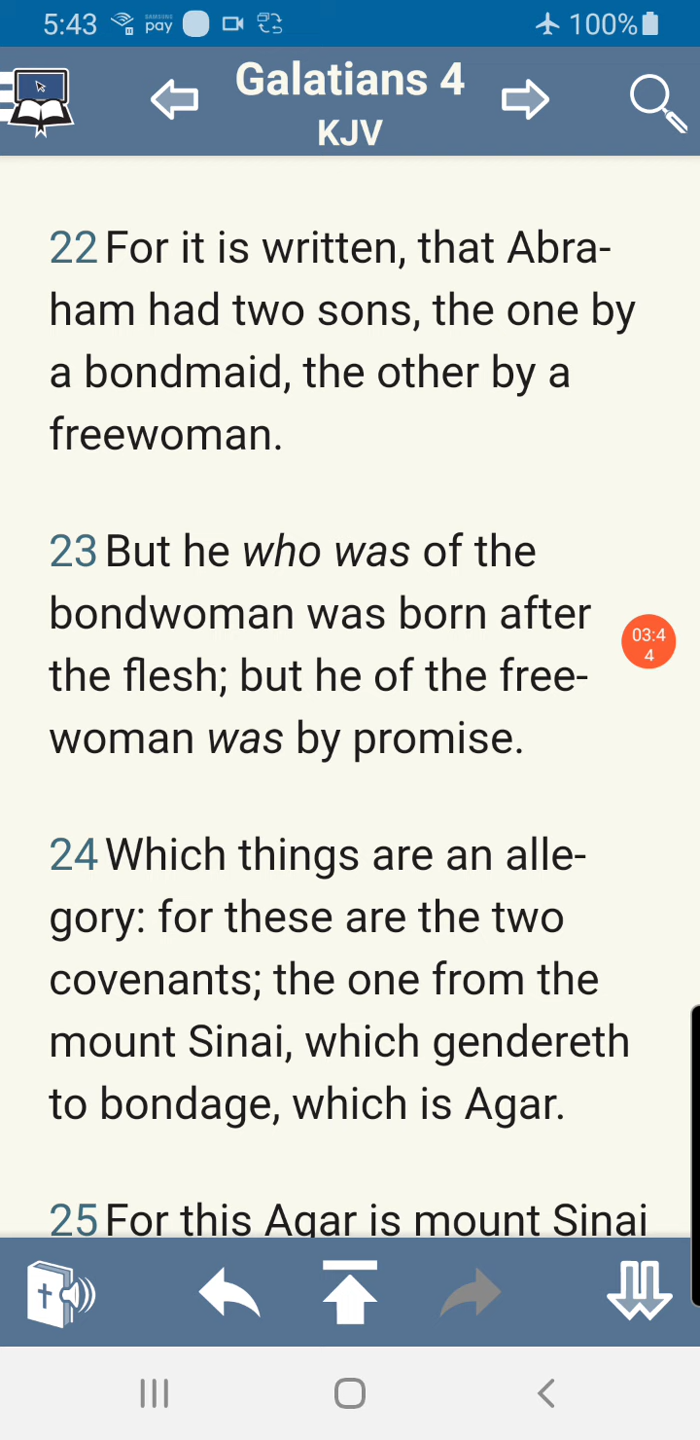 5:43
SAMSUNG
pay
100%
Galatians 4
KJV
22 For it is written, that Abra-
ham had two sons, the one by
a bondmaid, the other by a
freewoman.
23 But he who was of the
bondwoman was born after
the flesh; but he of the free-
woman was by promise.
03:4
4
24 Which things are an alle-
gory: for these are the two
covenants; the one from the
mount Sinai, which gendereth
to bondage, which is Agar.
25 For this Agar is mount Sinai